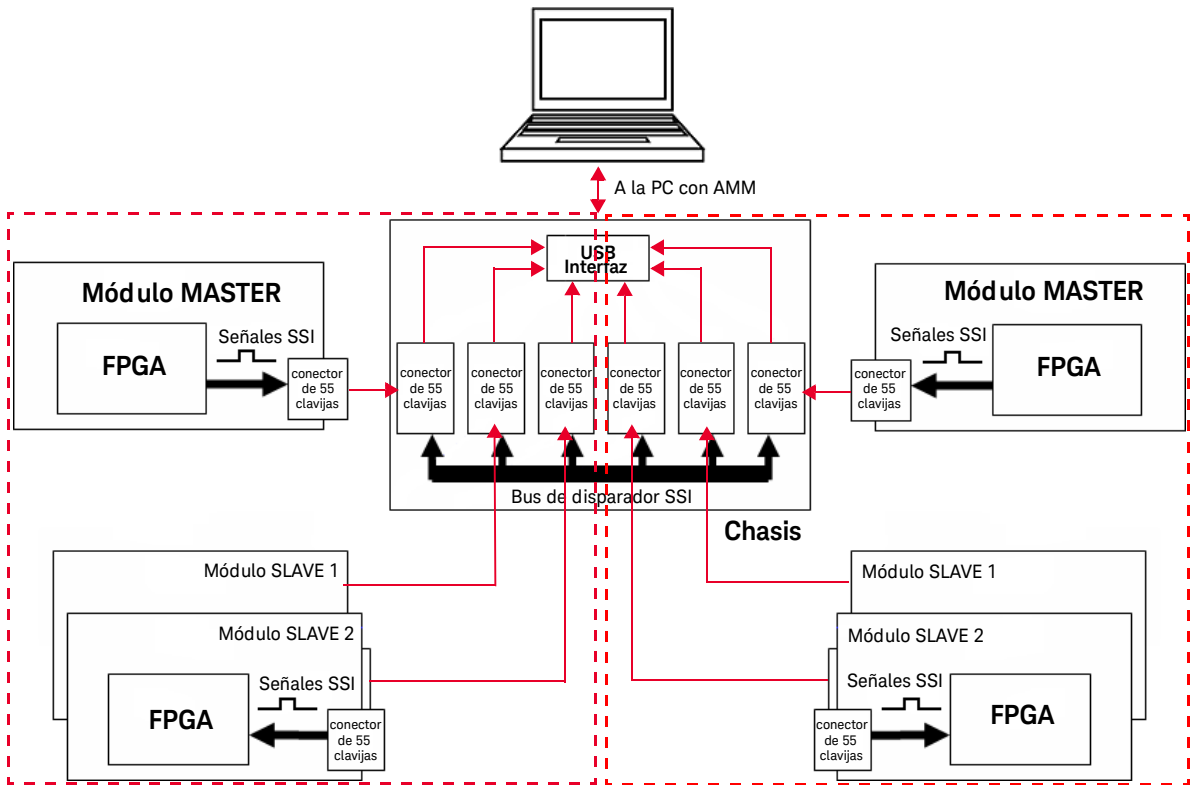 A la PC con AMM
USB
Interfaz
Módulo MASTER
Señales SSI
FPGA
conector
de 55
clavijas
conector
de 55
clavijas
conector
de 55
clavijas
conector
de 55
clavijas
conector
de 55
clavijas
conector
de 55
clavijas
conector
de 55
clavijas
Módulo MASTER
Señales SSI
FPGA
conector
de 55
clavijas
Bus de disparador SSI
Chasis
Módulo SLAVE 1
Módulo SLAVE 2
Señales SSI
FPGA
conector
de 55
clavijas
Módulo SLAVE 1
Módulo SLAVE 2
Señales SSI
FPGA
conector
de 55
clavijas